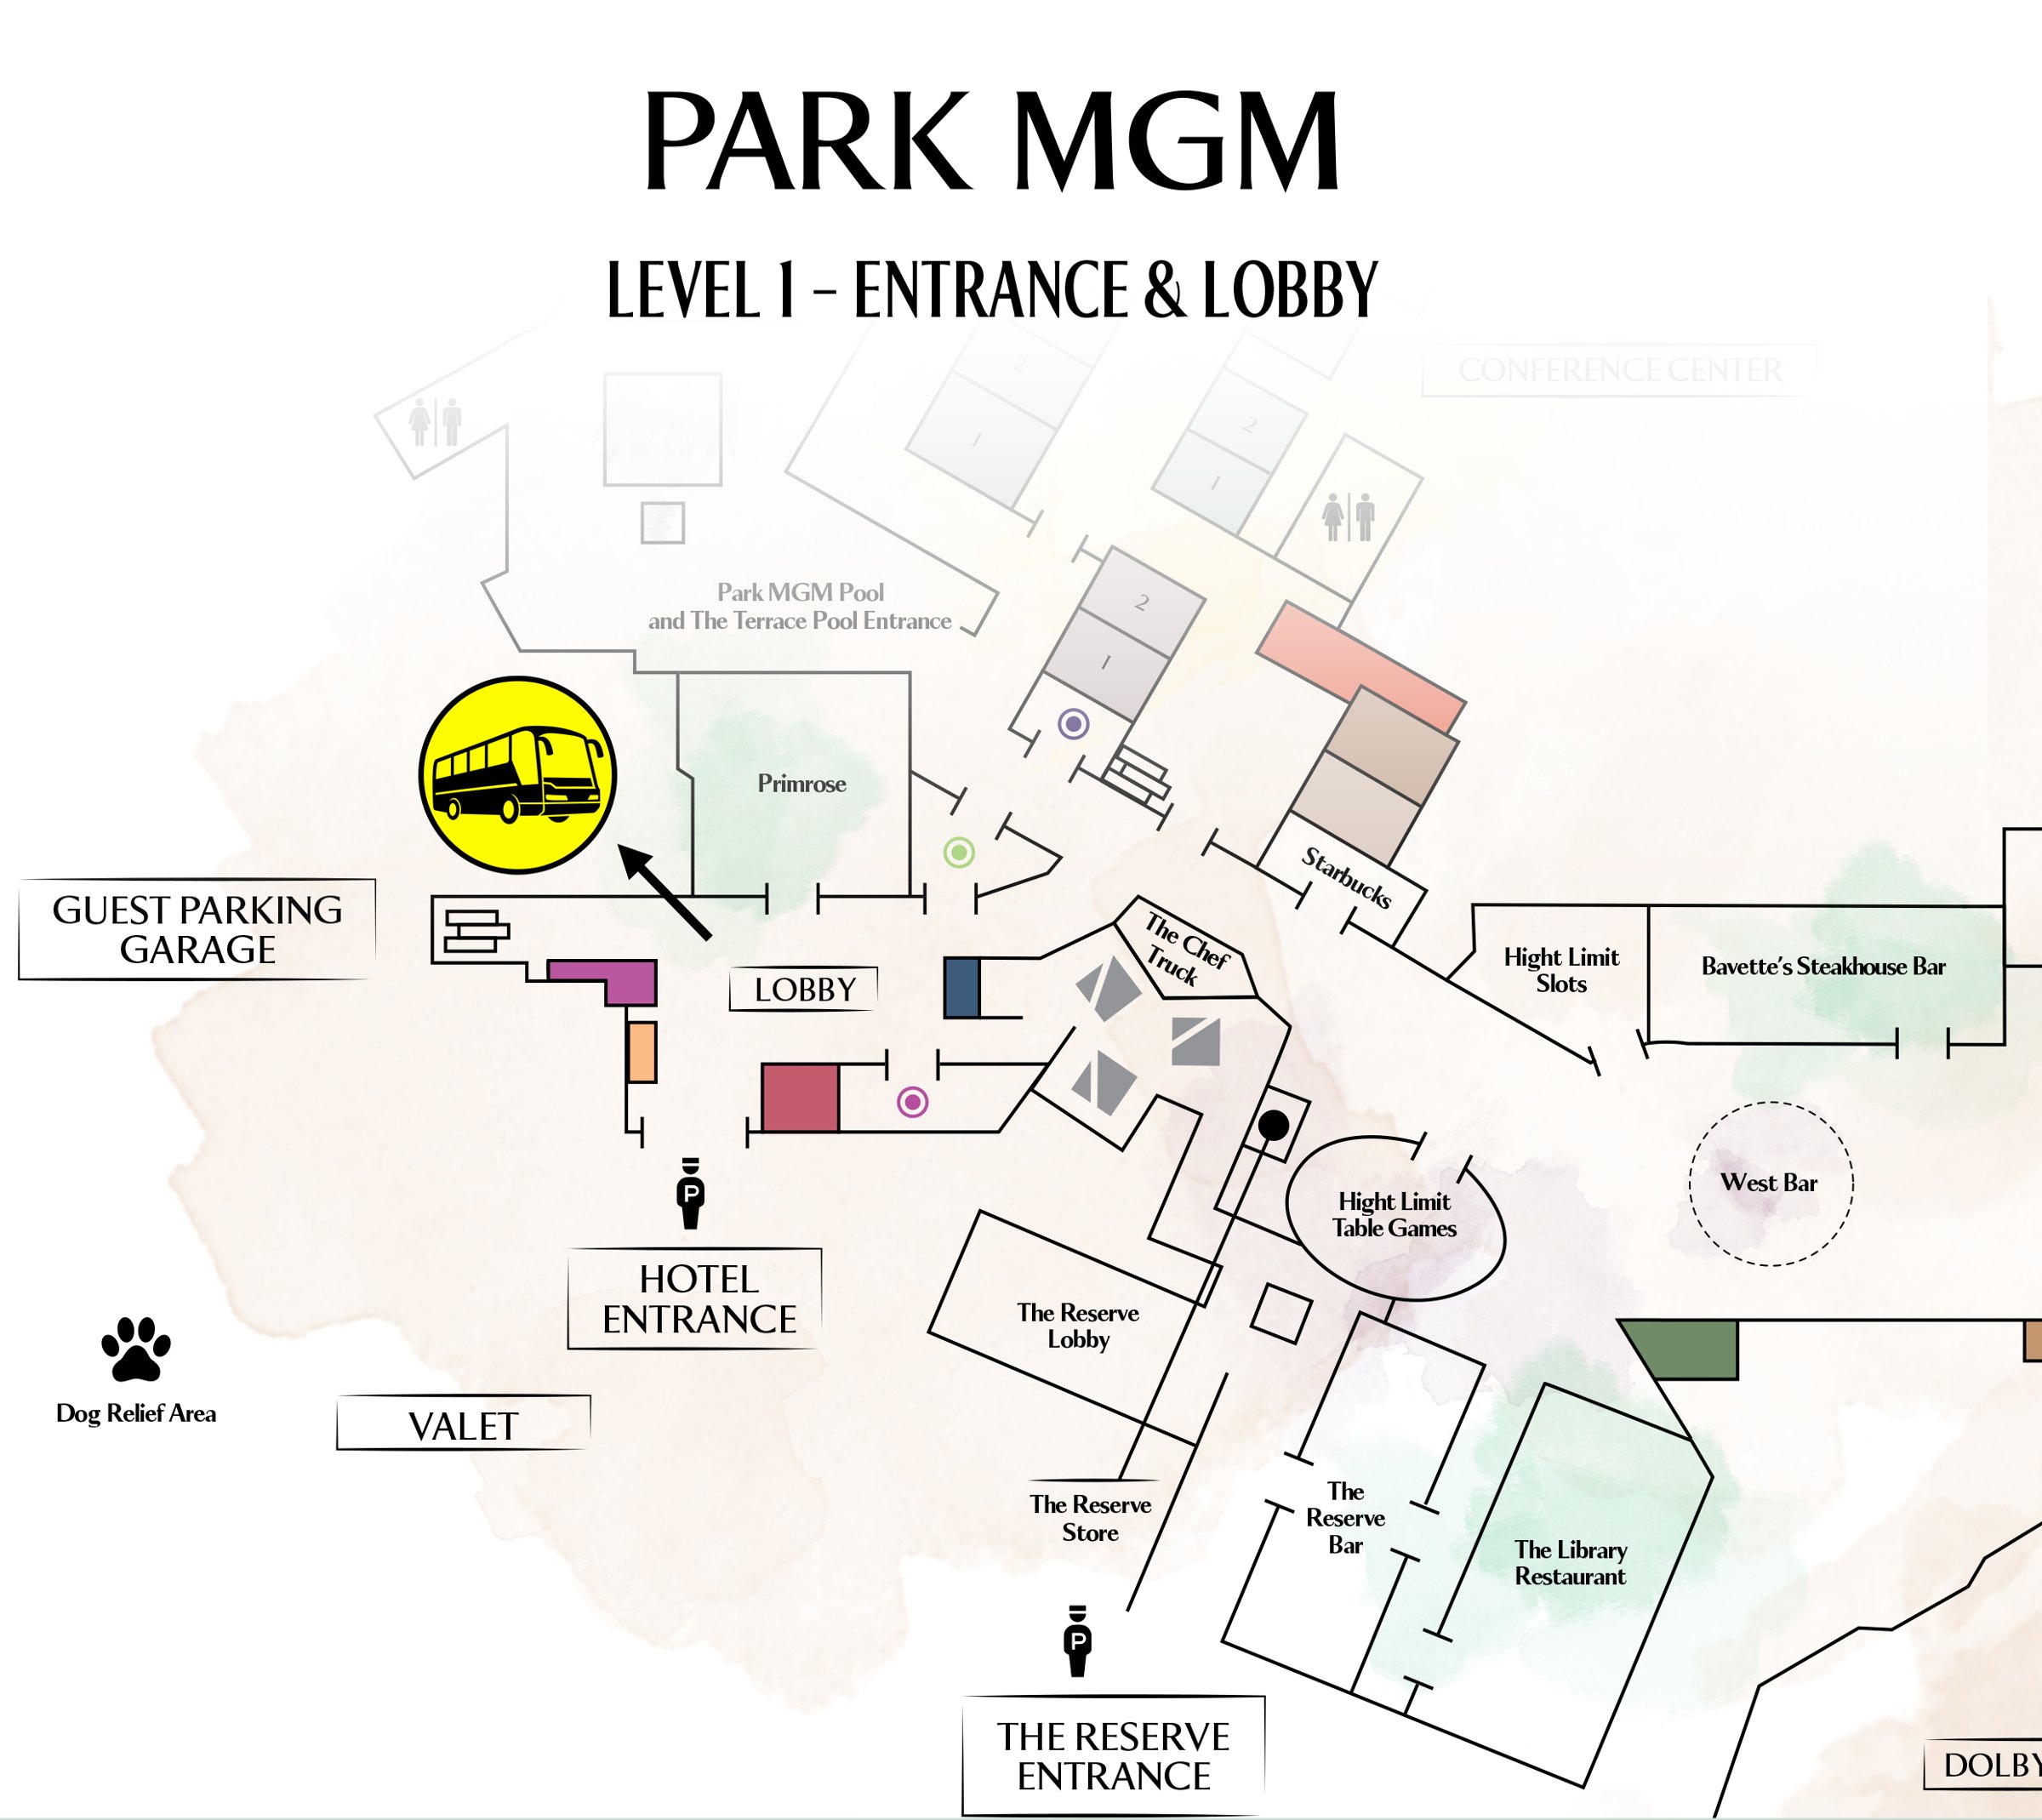 PARK MGM
LEVEL 1 – ENTRANCE & LOBBY
CONFERENCE CENTER
2
1
2
1
2
1
Park MGM Pool
and The Terrace Pool Entrance
Primrose
Starbucks
GUEST PARKING
GARAGE
LOBBY
The Chef
Truck
Hight Limit
Slots
Bavette's Steakhouse Bar
P
HOTEL
ENTRANCE
Hight Limit
Table Games
West Bar
The Reserve
Lobby
Dog Relief Area
VALET
The Reserve
Store
The
Reserve
Bar
The Library
Restaurant
P
THE RESERVE
ENTRANCE
DOLBY